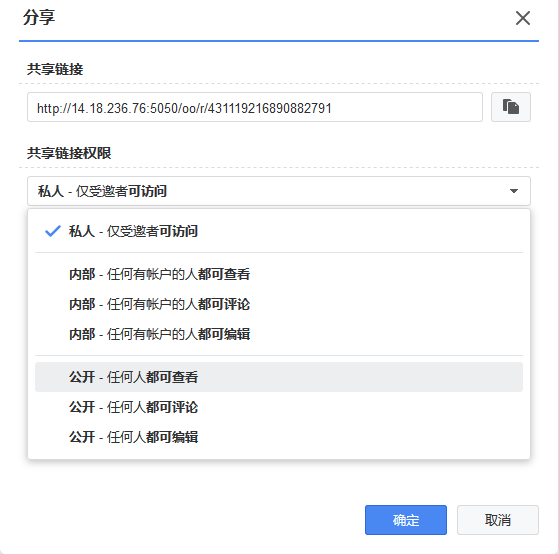 分享
共享链接
http://14.18.236.76:5050/oo/r/431119216890882791
共享链接权限
私人 - 仅受邀者可访问
私人 - 仅受邀者可访问
内部 - 任何有帐户的人都可查看
内部 - 任何有帐户的人都可评论
内部 - 任何有帐户的人都可编辑
公开 - 任何人都可查看
公开 - 任何人都可评论
公开 - 任何人都可编辑
确定 取消